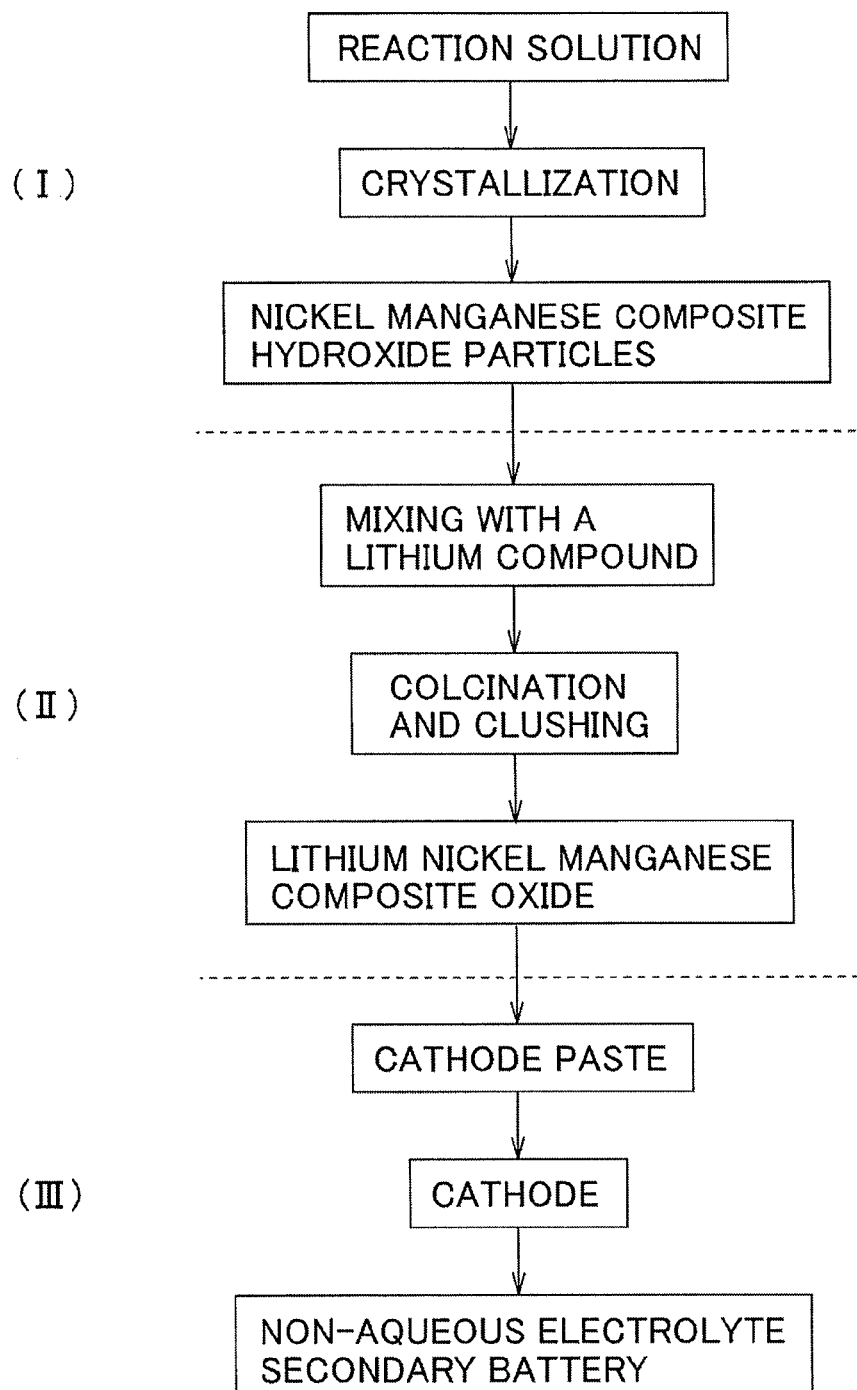 REACTION SOLUTION
(Ⅰ)
CRYSTALLIZATION
NICKEL MANGANESE COMPOSITE
HYDROXIDE PARTICLES
MIXING WITH A
LITHIUM COMPOUND
(Ⅱ)
COLCINATION
AND CLUSHING
LITHIUM NICKEL MANGANESE
COMPOSITE OXIDE
CATHODE PASTE
(Ⅲ)
CATHODE
NON-AQUEOUS ELECTROLYTE
SECONDARY BATTERY